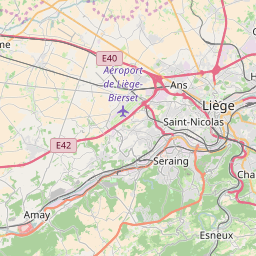 E40
Aéroport
de Liège-
Bierset
Ans
Liège
Saint-Nicolas
E42
Seraing
Amay
Esneux